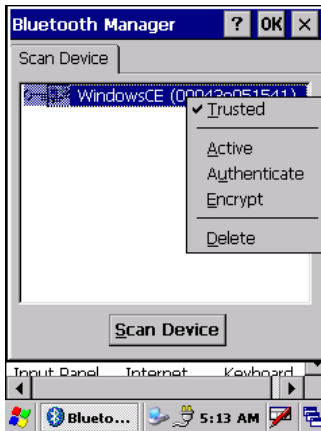 Bluetooth Manager ? OK ×
Scan Device
WindowsCE (00043e051541)
Trusted
Active
Authenticate
Encrypt
Delete
Scan Device
Input Panel Internet Keyboard
Blueto... 5:13 AM